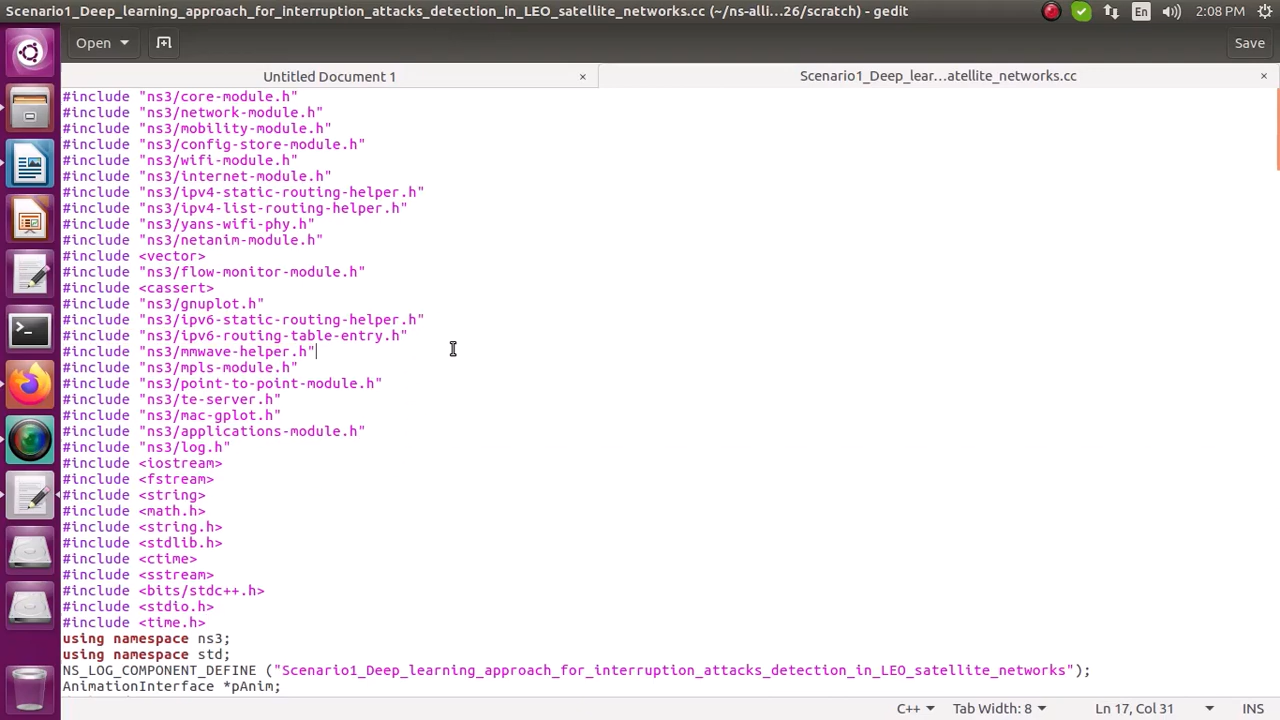 Scenario1_Deep_learning_approach_for_interruption_attacks_detection_in_LEO_satellite_networks.cc (~/ns-alli...26/scratch) - gedit
En
2:08 PM
Open
Save
Untitled Document 1 ×
Scenario1_Deep_lear...atellite_networks.cc ×
#include "ns3/core-module.h"
#include "ns3/network-module.h"
#include "ns3/mobility-module.h"
#include "ns3/config-store-module.h"
#include "ns3/wifi-module.h"
#include "ns3/internet-module.h"
#include "ns3/ipv4-static-routing-helper.h"
#include "ns3/ipv4-list-routing-helper.h"
#include "ns3/yans-wifi-phy.h"
#include "ns3/netanim-module.h"
#include <vector>
#include "ns3/flow-monitor-module.h"
#include <cassert>
#include "ns3/gnuplot.h"
#include "ns3/ipv6-static-routing-helper.h"
#include "ns3/ipv6-routing-table-entry.h"
#include "ns3/mmwave-helper.h"
#include "ns3/mpls-module.h"
#include "ns3/point-to-point-module.h"
#include "ns3/te-server.h"
#include "ns3/mac-gplot.h"
#include "ns3/applications-module.h"
#include "ns3/log.h"
#include <iostream>
#include <fstream>
#include <string>
#include <math.h>
#include <string.h>
#include <stdlib.h>
#include <ctime>
#include <sstream>
#include <bits/stdc++.h>
#include <stdio.h>
#include <time.h>
using namespace ns3;
using namespace std;
NS_LOG_COMPONENT_DEFINE ("Scenario1_Deep_learning_approach_for_interruption_attacks_detection_in_LEO_satellite_networks");
AnimationInterface *pAnim;
C++ Tab Width: 8 Ln 17, Col 31 INS